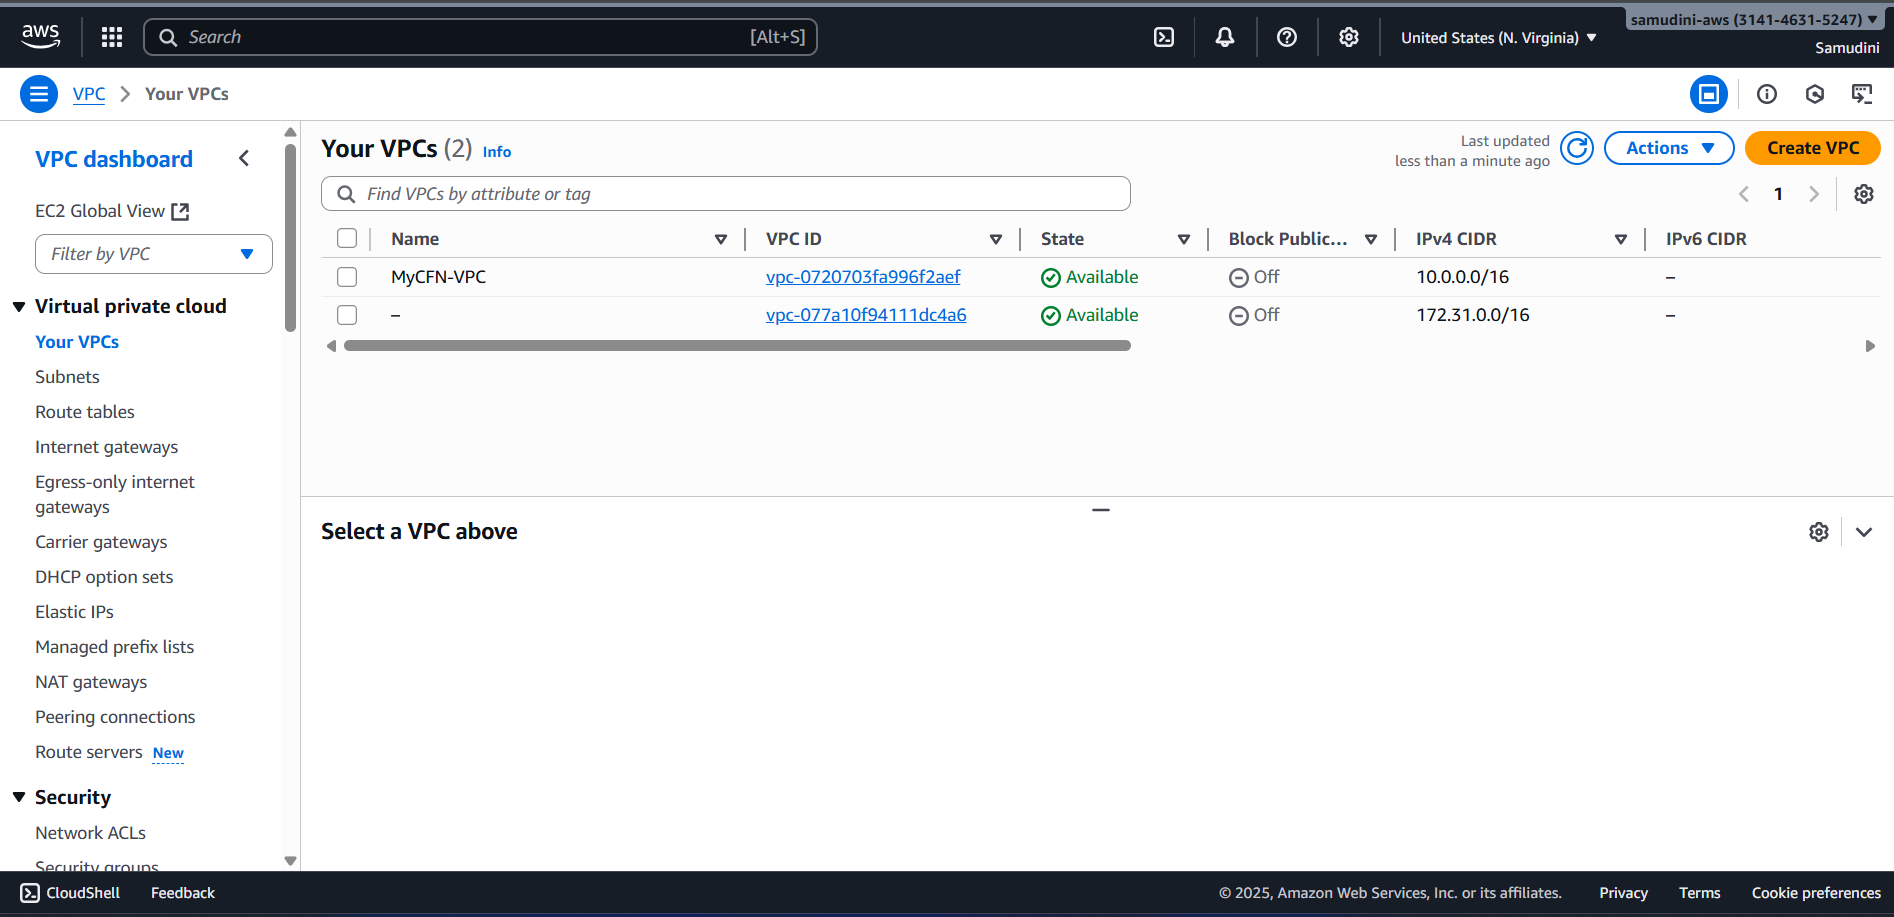 aws
Search [Alt+S]
United States (N. Virginia)
samudini-aws (3141-4631-5247)
Samudini
VPC
Your VPCs
VPC dashboard
EC2 Global View
Filter by VPC
Virtual private cloud
Your VPCs
Subnets
Route tables
Internet gateways
Egress-only internet
gateways
Carrier gateways
DHCP option sets
Elastic IPs
Managed prefix lists
NAT gateways
Peering connections
Route servers New
Security
Network ACLs
Security groups
Your VPCs (2) Info
Last updated
less than a minute ago
Actions
Create VPC
Find VPCs by attribute or tag
1
Name VPC ID State Block Public... IPv4 CIDR IPv6 CIDR
MyCFN-VPC vpc-0720703fa996f2aef Available Off 10.0.0.0/16 –
– vpc-077a10f94111dc4a6 Available Off 172.31.0.0/16 –
Select a VPC above
CloudShell Feedback © 2025, Amazon Web Services, Inc. or its affiliates. Privacy Terms Cookie preferences